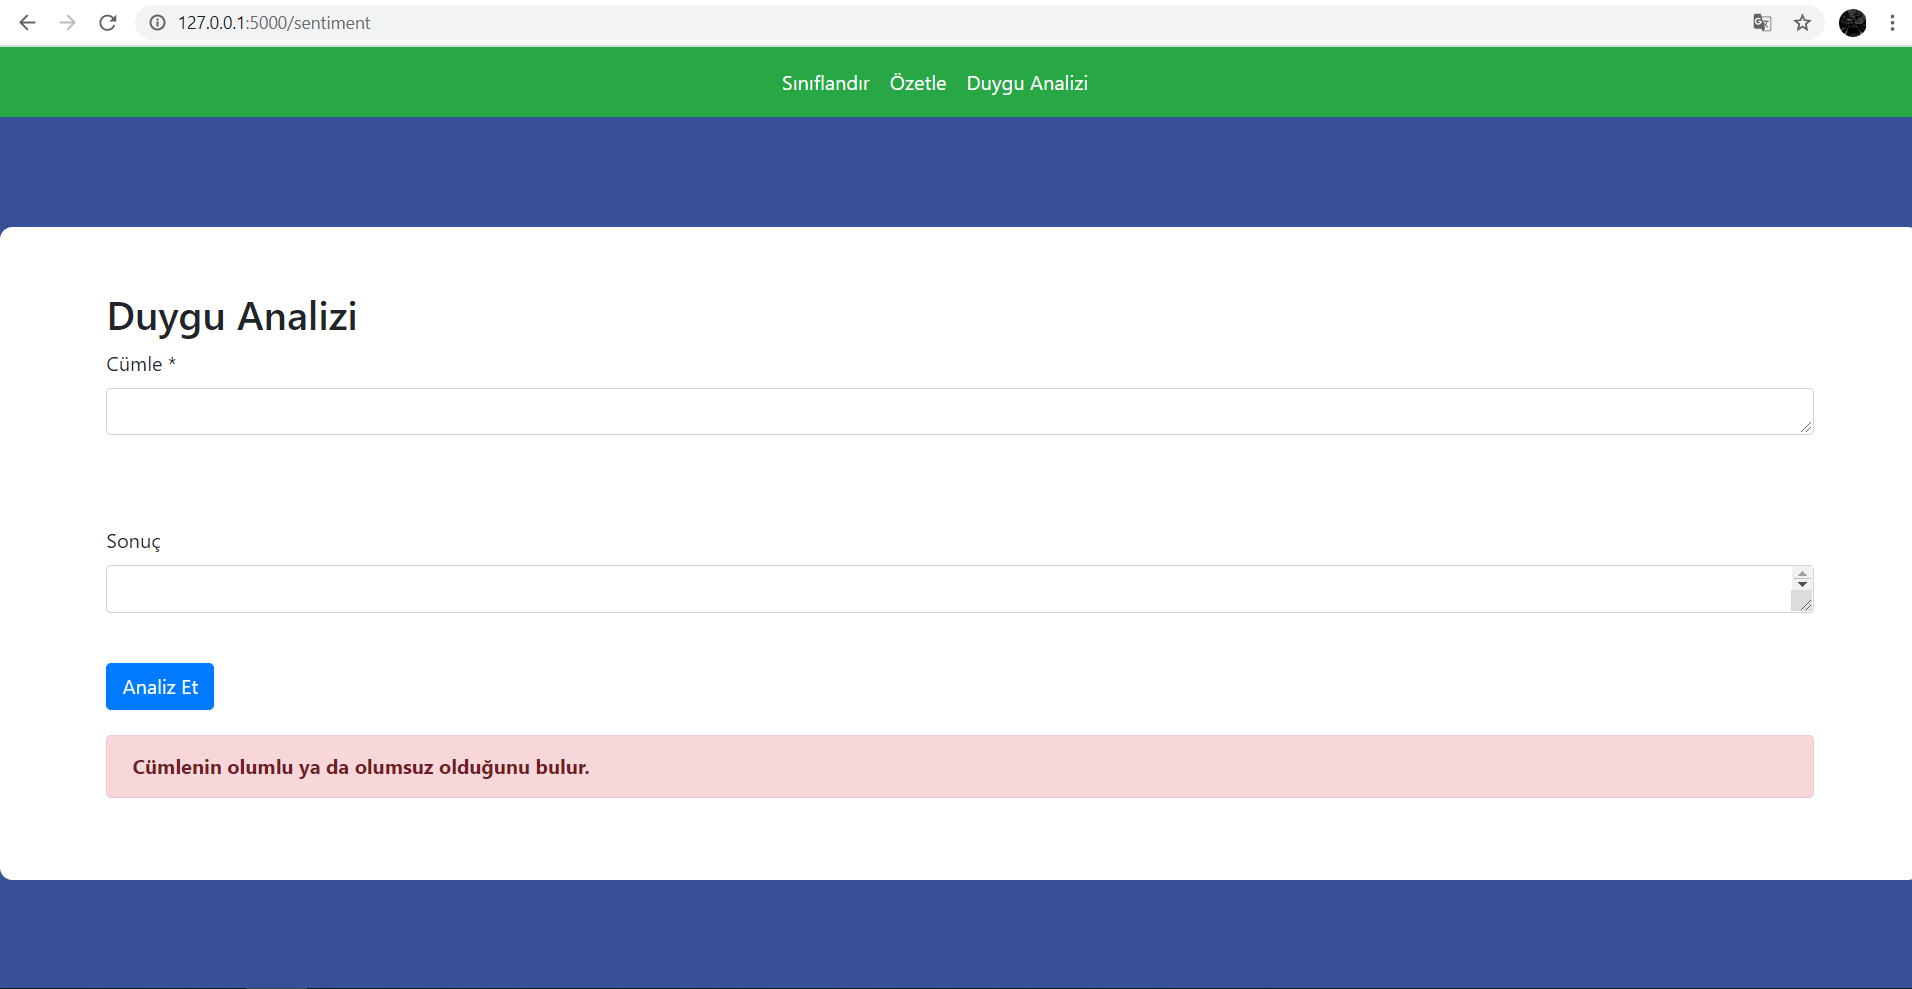 127.0.0.1:5000/sentiment
Sınıflandır Özetle Duygu Analizi
Duygu Analizi
Cümle *
Sonuç
Analiz Et
Cümlenin olumlu ya da olumsuz olduğunu bulur.